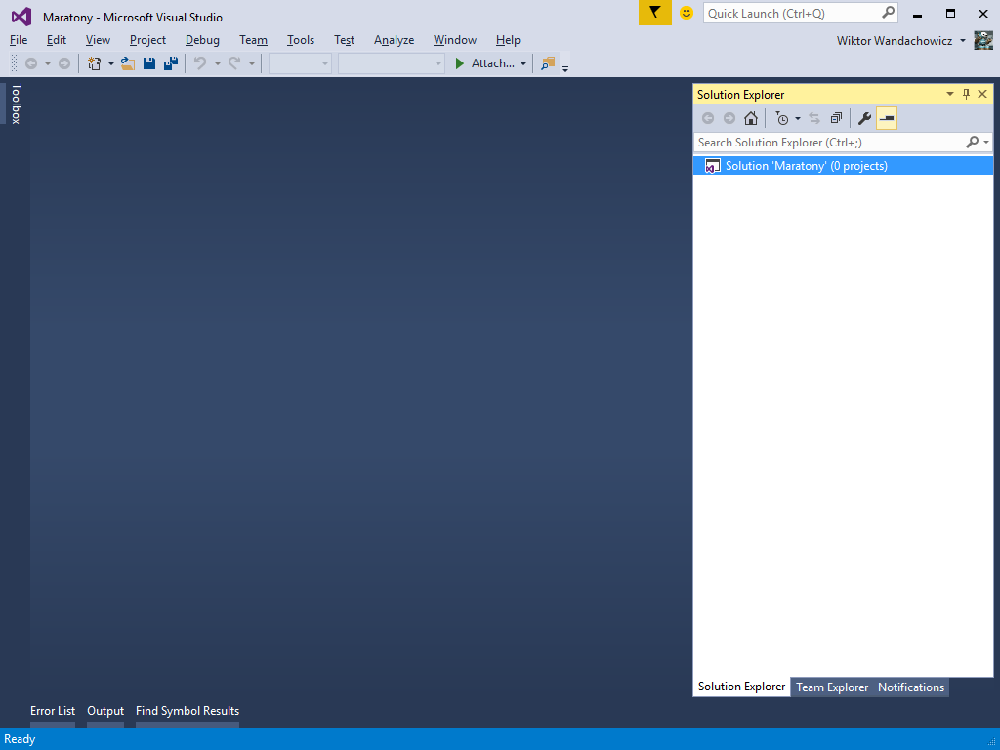 Maratony - Microsoft Visual Studio
Quick Launch (Ctrl+Q)
File Edit View Project Debug Team Tools Test Analyze Window Help
Wiktor Wandachowicz
Attach...
Toolbox
Solution Explorer
Search Solution Explorer (Ctrl+;)
Solution 'Maratony' (0 projects)
Solution Explorer Team Explorer Notifications
Error List Output Find Symbol Results
Ready